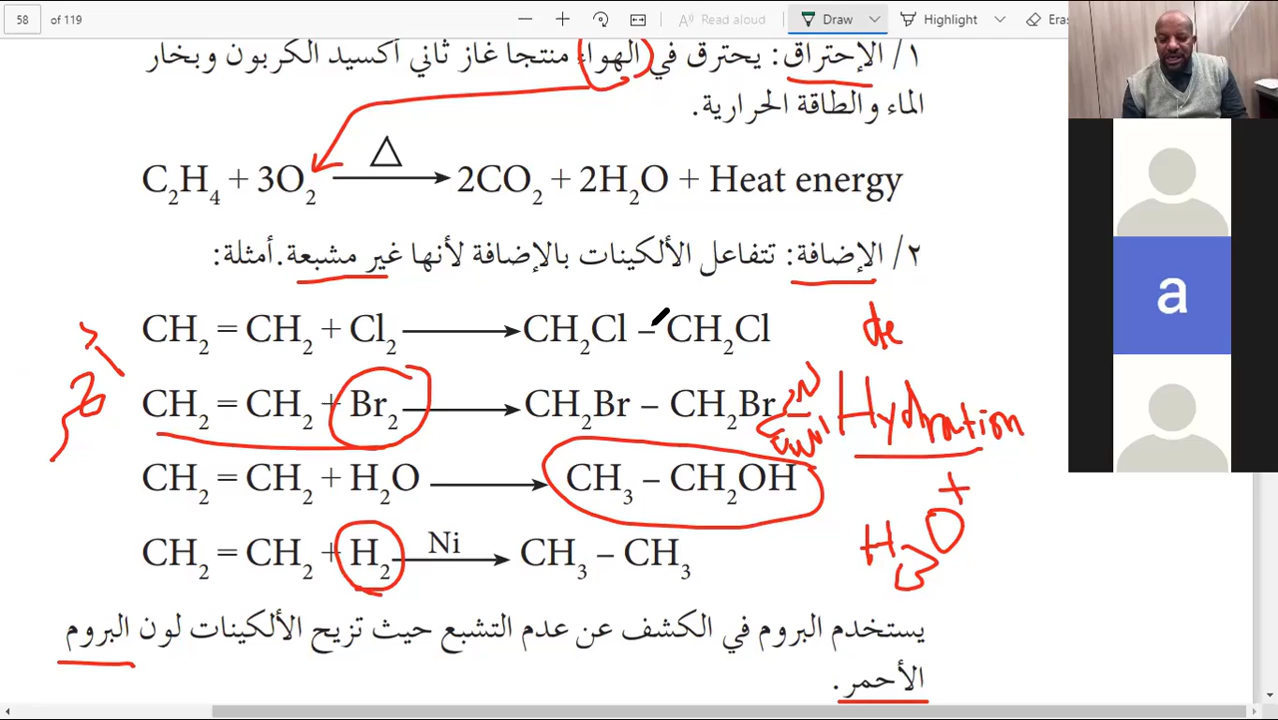 58 of 119 Read aloud Draw Highlight Eras
١/ الإحتراق: يحترق في الهواء منتجا غاز ثاني أكسيد الكربون وبخار
الماء والطاقة الحرارية.
C₂H₄ + 3O₂ △⟶ 2CO₂ + 2H₂O + Heat energy
٢/ الإضافة: تتفاعل الألكينات بالإضافة لأنها غير مشبعة. أمثلة:
CH₂ = CH₂ + Cl₂ ⟶ CH₂Cl – CH₂Cl de
CH₂ = CH₂ + Br₂ ⟶ CH₂Br – CH₂Br Hydration
CH₂ = CH₂ + H₂O ⟶ CH₃ – CH₂OH
CH₂ = CH₂ + H₂ Ni⟶ CH₃ – CH₃ H₃O⁺
يستخدم البروم في الكشف عن عدم التشبع حيث تزيح الألكينات لون البروم
الأحمر.
a